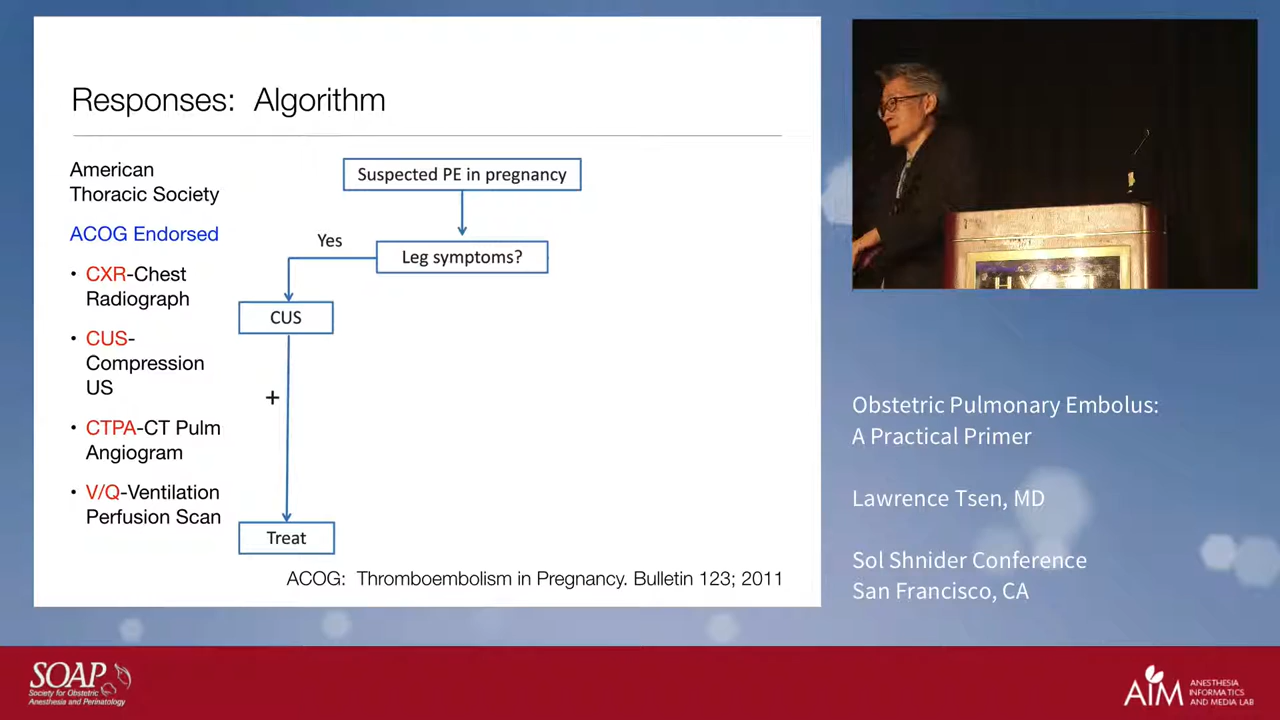 Responses: Algorithm
American
Thoracic Society
ACOG Endorsed
• CXR-Chest
Radiograph
• CUS-
Compression
US
• CTPA-CT Pulm
Angiogram
• V/Q-Ventilation
Perfusion Scan
Suspected PE in pregnancy
Leg symptoms?
Yes
CUS
+
Treat
ACOG: Thromboembolism in Pregnancy. Bulletin 123; 2011
Obstetric Pulmonary Embolus:
A Practical Primer
Lawrence Tsen, MD
Sol Shnider Conference
San Francisco, CA
SOAP
Society for Obstetric
Anesthesia and Perinatology
AIM
ANESTHESIA
INFORMATICS
AND MEDIA LAB